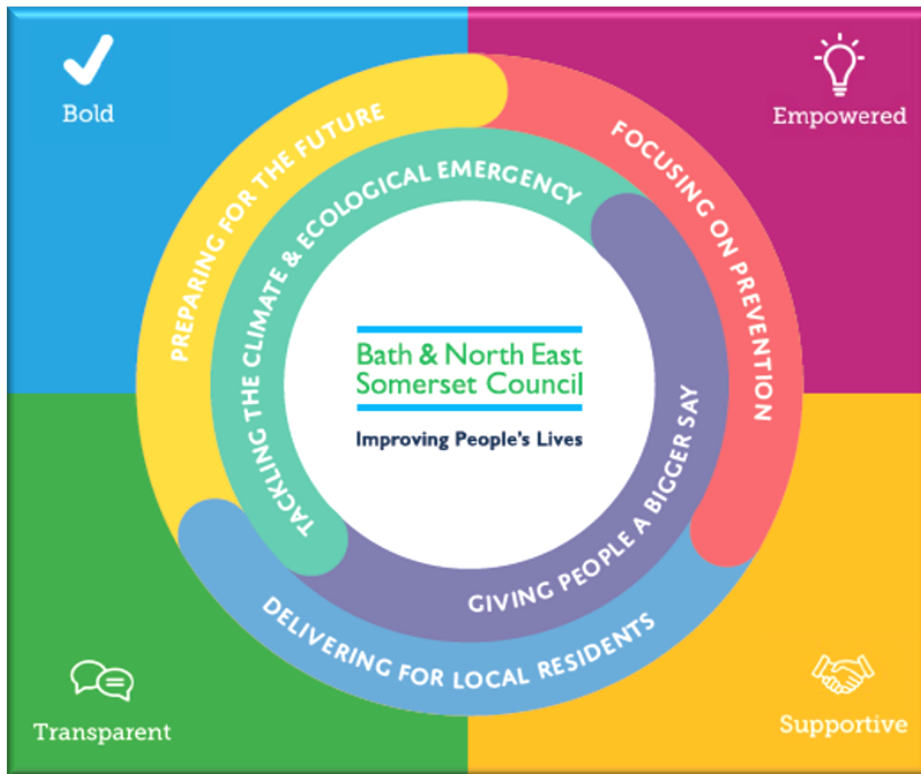 Bold
Empowered
PREPARING FOR THE FUTURE
FOCUSING ON PREVENTION
TACKLING THE CLIMATE & ECOLOGICAL EMERGENCY
Bath & North East
Somerset Council
Improving People's Lives
GIVING PEOPLE A BIGGER SAY
DELIVERING FOR LOCAL RESIDENTS
Transparent
Supportive